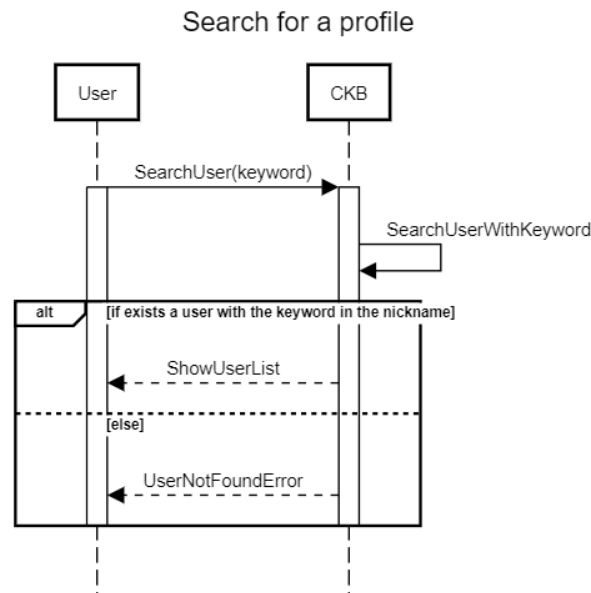 Search for a profile
User
CKB
SearchUser(keyword)
SearchUserWithKeyword
alt
[if exists a user with the keyword in the nickname]
ShowUserList
[else]
UserNotFoundError